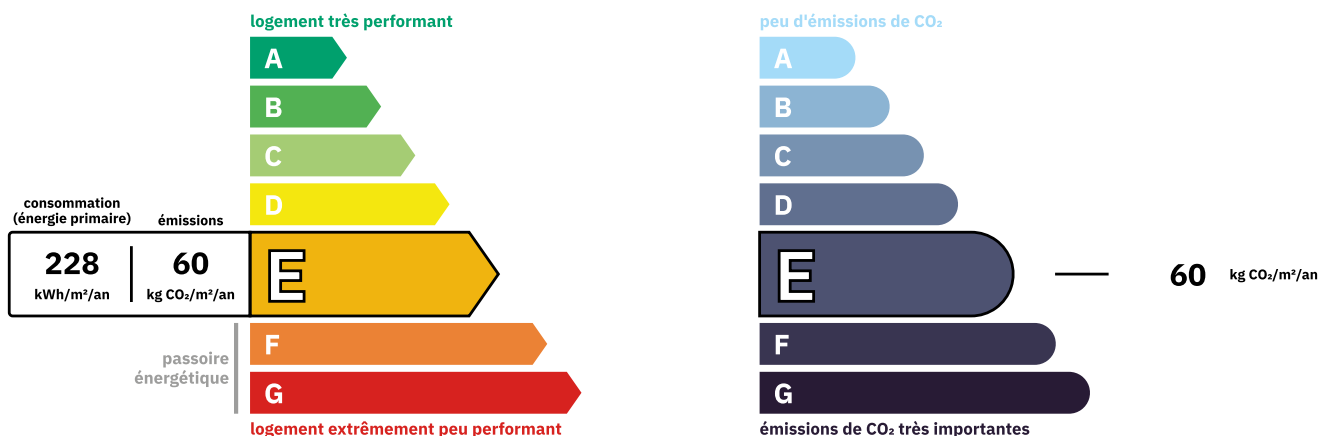 logement très performant
A
B
C
D
consommation
(énergie primaire)
émissions
228
kWh/m²/an
60
kg CO₂/m²/an
E
F
passoire
énergétique
G
logement extrêmement peu performant
peu d'émissions de CO₂
A
B
C
D
E
60
kg CO₂/m²/an
F
G
émissions de CO₂ très importantes